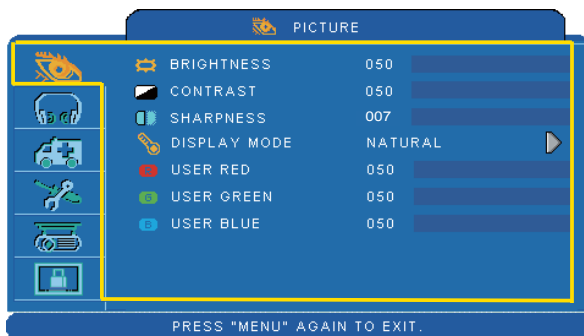 PICTURE
BRIGHTNESS 050
CONTRAST 050
SHARPNESS 007
DISPLAY MODE NATURAL
R USER RED 050
G USER GREEN 050
B USER BLUE 050
PRESS "MENU" AGAIN TO EXIT.